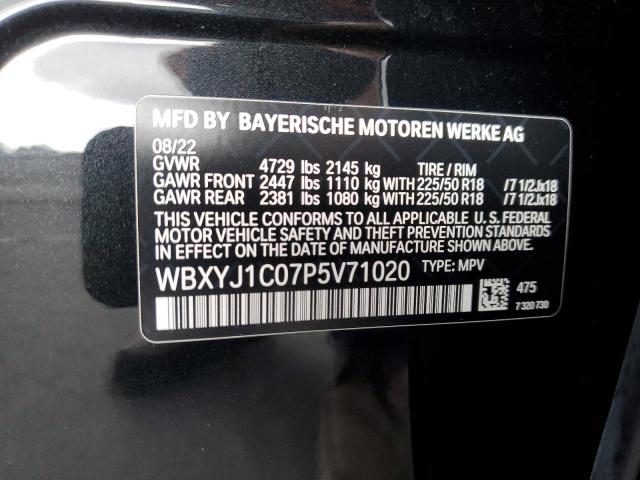 MFD BY BAYERISCHE MOTOREN WERKE AG
08/22
GVWR 4729 lbs 2145 kg TIRE / RIM
GAWR FRONT 2447 lbs 1110 kg WITH 225/50 R18 /7 1/2Jx18
GAWR REAR 2381 lbs 1080 kg WITH 225/50 R18 /7 1/2Jx18
THIS VEHICLE CONFORMS TO ALL APPLICABLE U. S. FEDERAL
MOTOR VEHICLE SAFETY AND THEFT PREVENTION STANDARDS
IN EFFECT ON THE DATE OF MANUFACTURE SHOWN ABOVE.
WBXYJ1C07P5V71020 TYPE: MPV
475
7 320 730